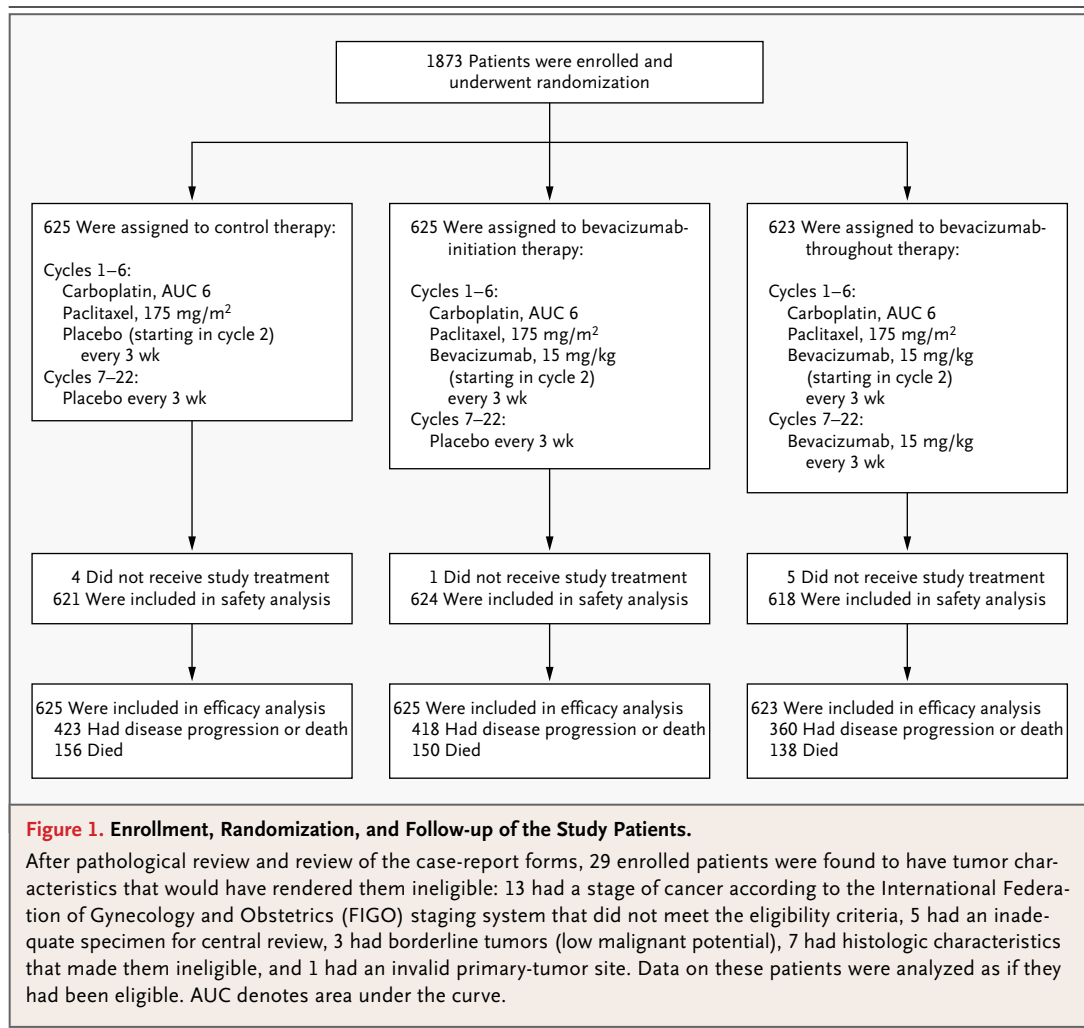 1873 Patients were enrolled and
underwent randomization
625 Were assigned to control therapy:
Cycles 1–6:
Carboplatin, AUC 6
Paclitaxel, 175 mg/m²
Placebo (starting in cycle 2)
every 3 wk
Cycles 7–22:
Placebo every 3 wk
625 Were assigned to bevacizumab-
initiation therapy:
Cycles 1–6:
Carboplatin, AUC 6
Paclitaxel, 175 mg/m²
Bevacizumab, 15 mg/kg
(starting in cycle 2)
every 3 wk
Cycles 7–22:
Placebo every 3 wk
623 Were assigned to bevacizumab-
throughout therapy:
Cycles 1–6:
Carboplatin, AUC 6
Paclitaxel, 175 mg/m²
Bevacizumab, 15 mg/kg
(starting in cycle 2)
every 3 wk
Cycles 7–22:
Bevacizumab, 15 mg/kg
every 3 wk
4 Did not receive study treatment
621 Were included in safety analysis
1 Did not receive study treatment
624 Were included in safety analysis
5 Did not receive study treatment
618 Were included in safety analysis
625 Were included in efficacy analysis
423 Had disease progression or death
156 Died
625 Were included in efficacy analysis
418 Had disease progression or death
150 Died
623 Were included in efficacy analysis
360 Had disease progression or death
138 Died
Figure 1. Enrollment, Randomization, and Follow-up of the Study Patients.
After pathological review and review of the case-report forms, 29 enrolled patients were found to have tumor char-
acteristics that would have rendered them ineligible: 13 had a stage of cancer according to the International Federa-
tion of Gynecology and Obstetrics (FIGO) staging system that did not meet the eligibility criteria, 5 had an inade-
quate specimen for central review, 3 had borderline tumors (low malignant potential), 7 had histologic characteristics
that made them ineligible, and 1 had an invalid primary-tumor site. Data on these patients were analyzed as if they
had been eligible. AUC denotes area under the curve.